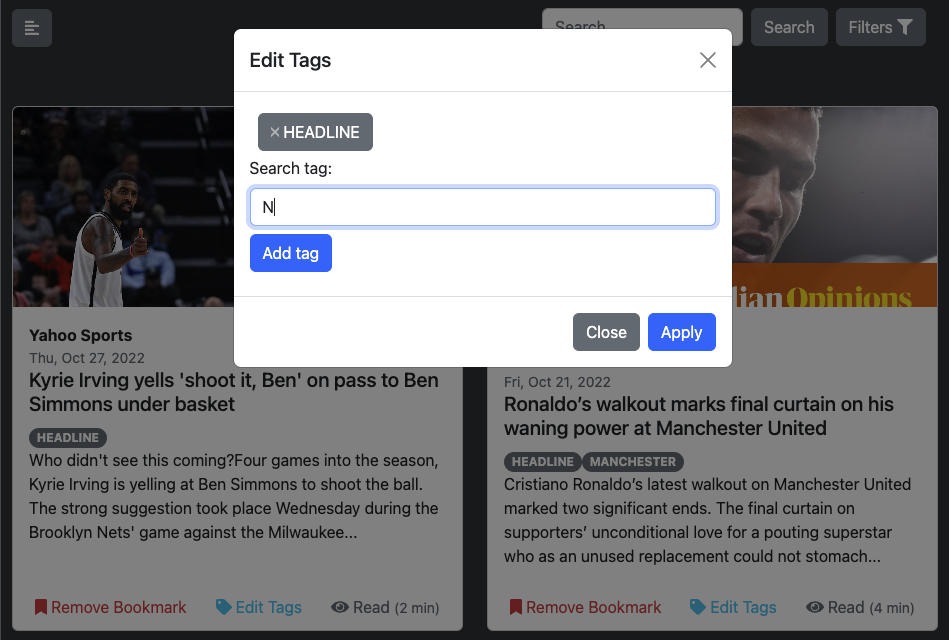 Search
Search
Filters
Edit Tags
× HEADLINE
Search tag:
N
Add tag
Close
Apply
Yahoo Sports
Thu, Oct 27, 2022
Kyrie Irving yells 'shoot it, Ben' on pass to Ben
Simmons under basket
HEADLINE
Who didn't see this coming?Four games into the season,
Kyrie Irving is yelling at Ben Simmons to shoot the ball.
The strong suggestion took place Wednesday during the
Brooklyn Nets' game against the Milwaukee...
Remove Bookmark
Edit Tags
Read (2 min)
dian Opinions
Fri, Oct 21, 2022
Ronaldo’s walkout marks final curtain on his
waning power at Manchester United
HEADLINE MANCHESTER
Cristiano Ronaldo’s latest walkout on Manchester United
marked two significant ends. The final curtain on
supporters’ unconditional love for a pouting superstar
who as an unused replacement could not stomach...
Remove Bookmark
Edit Tags
Read (4 min)